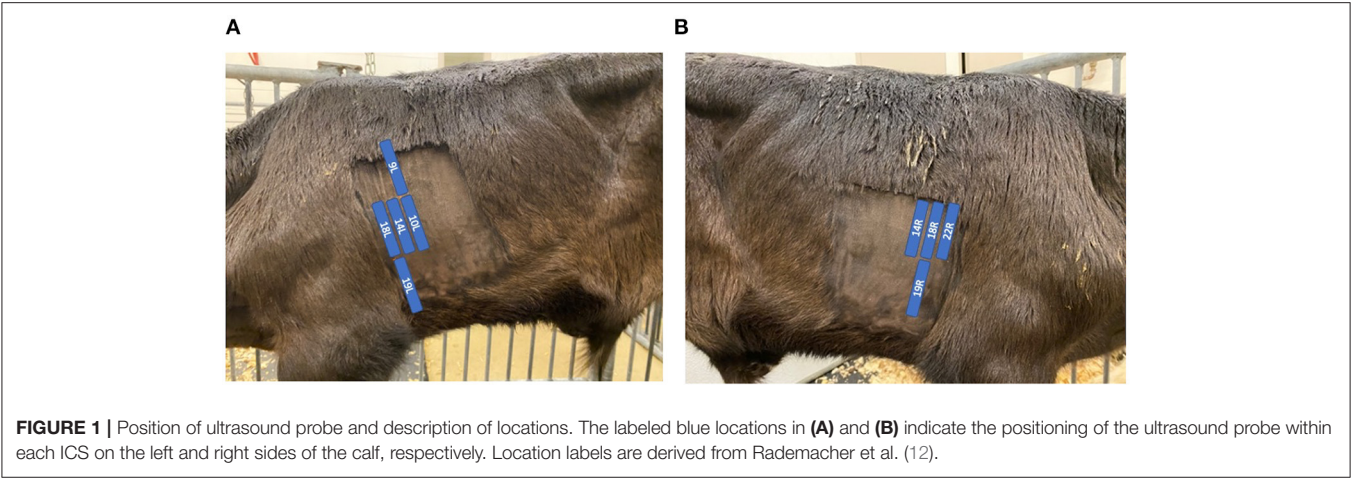 A
B
9L
18L
14L
10L
19L
14R
18R
22R
19R
FIGURE 1 | Position of ultrasound probe and description of locations. The labeled blue locations in (A) and (B) indicate the positioning of the ultrasound probe within
each ICS on the left and right sides of the calf, respectively. Location labels are derived from Rademacher et al. (12).